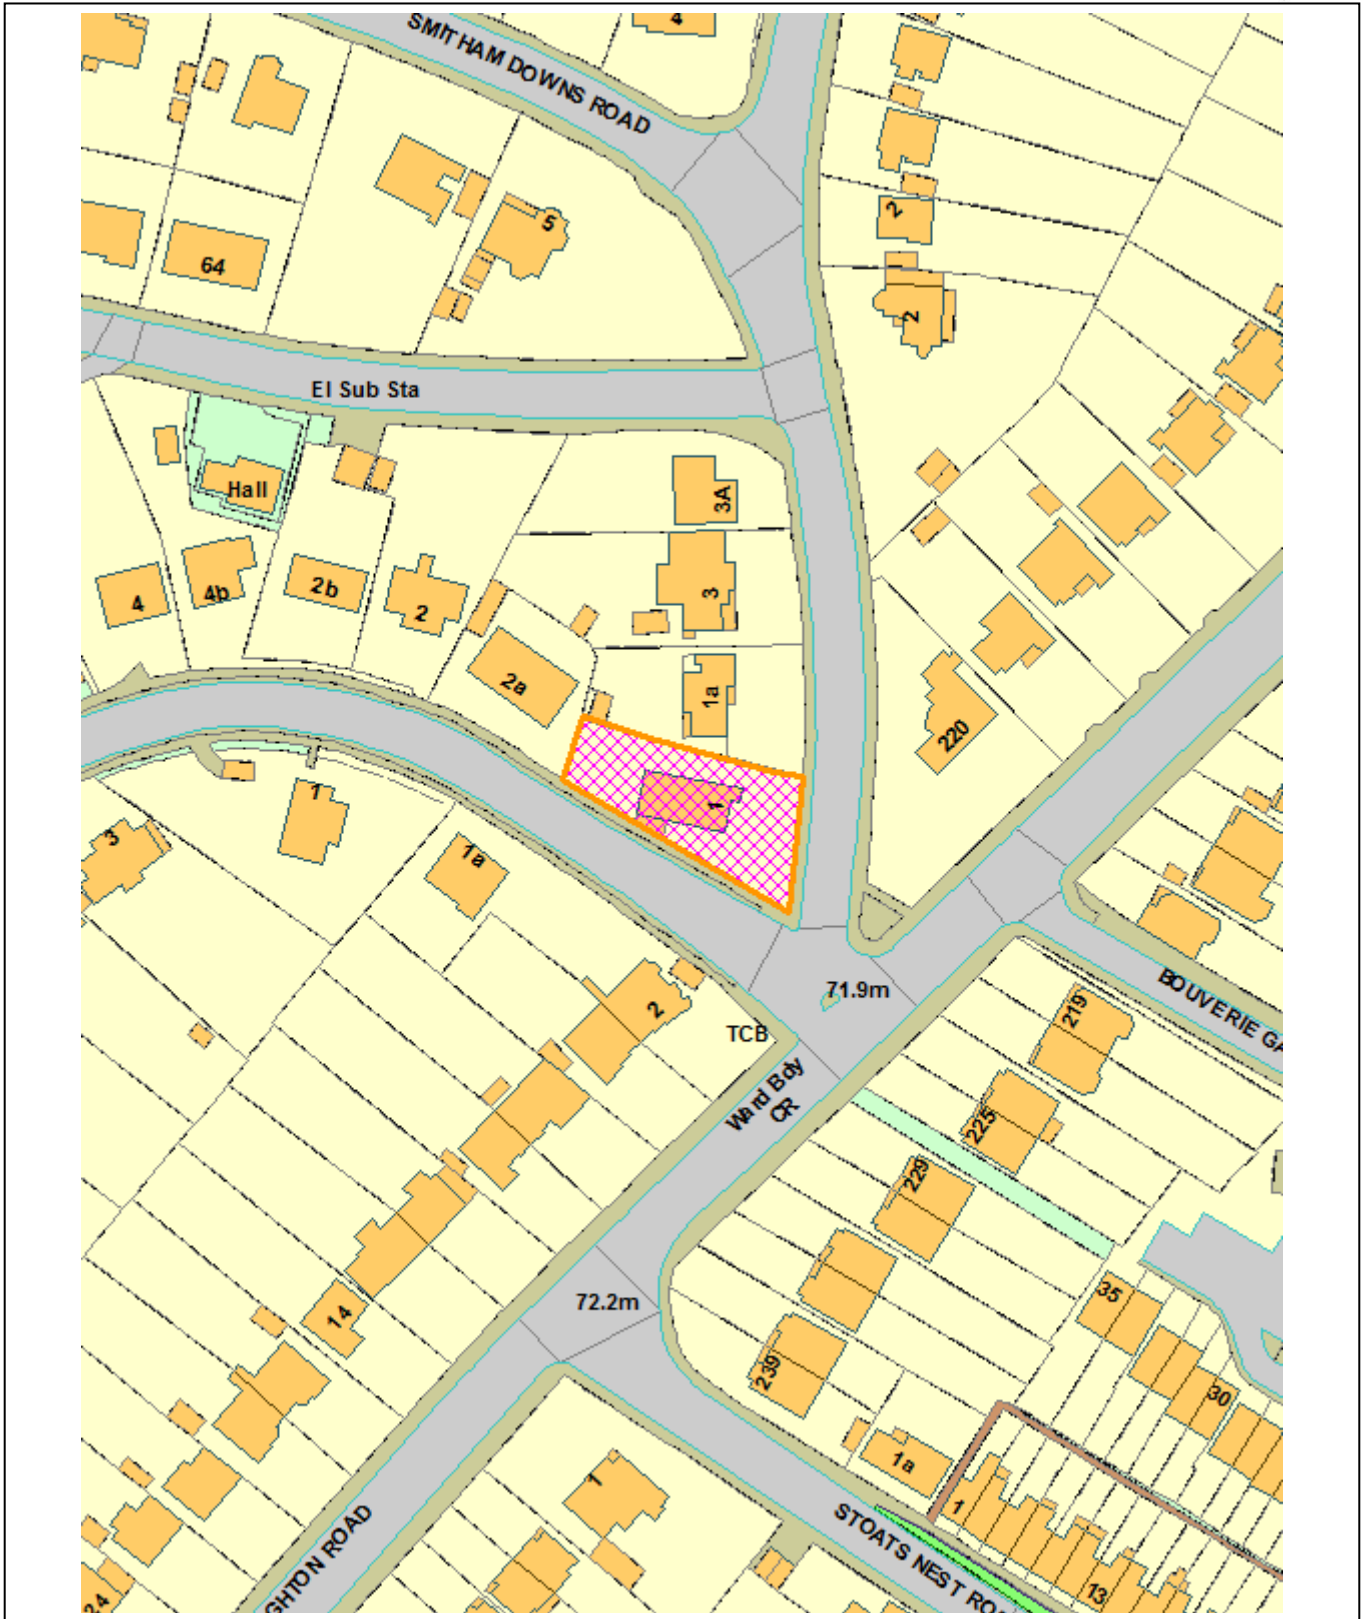 4
SMITHAM DOWNS ROAD
5
2
64
2
El Sub Sta
Hall
3A
4
4b
2b
2
3
2a
1a
220
1
1
3
1a
2
71.9m
219
BOUVERIE GA
TCB
Ward Bdy
CR
225
229
72.2m
14
35
239
30
1a
1
1
STOATS NEST ROA
GHTON ROAD
13
24